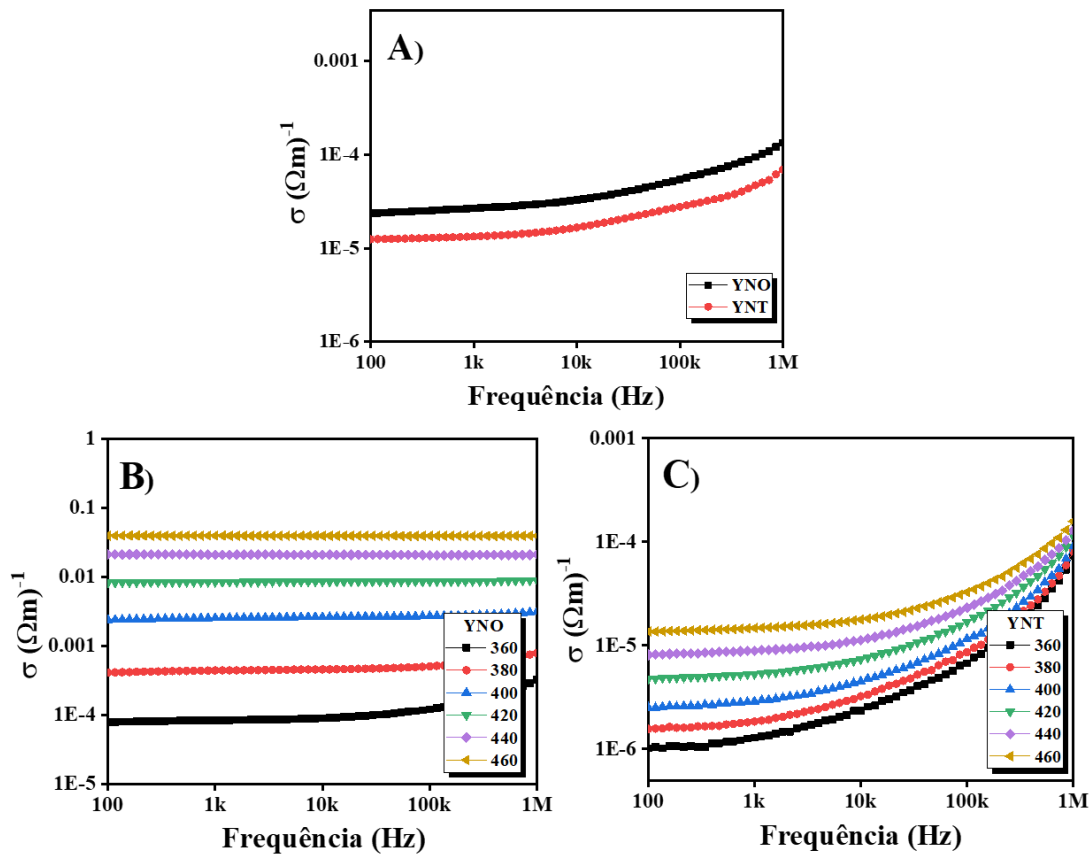 A)
σ (Ωm)⁻¹
0.001
1E-4
1E-5
1E-6
YNO
YNT
100
1k
10k
100k
1M
Frequência (Hz)
B)
σ (Ωm)⁻¹
1
0.1
0.01
0.001
1E-4
1E-5
YNO
360
380
400
420
440
460
100
1k
10k
100k
1M
Frequência (Hz)
C)
σ (Ωm)⁻¹
0.001
1E-4
1E-5
1E-6
YNT
360
380
400
420
440
460
100
1k
10k
100k
1M
Frequência (Hz)